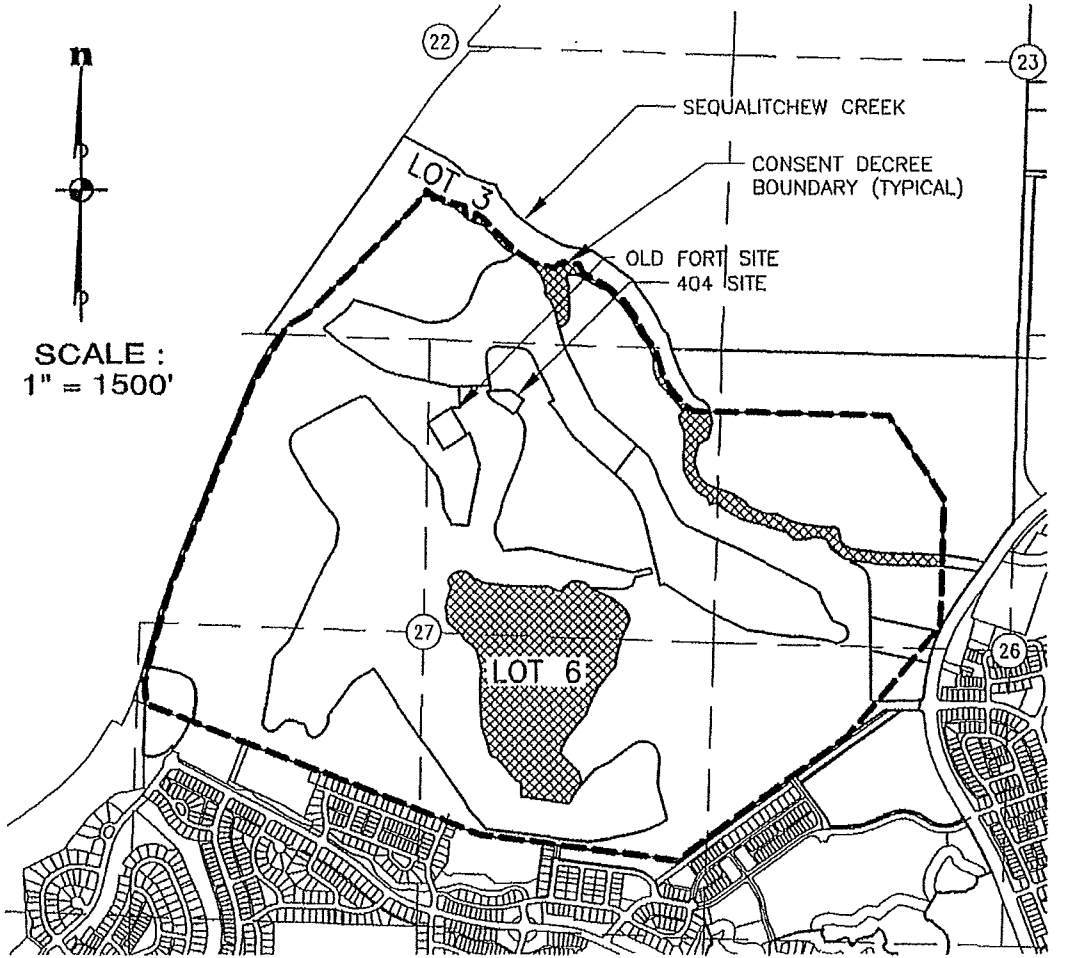 22
23
n
SEQUALITCHEW CREEK
CONSENT DECREE
BOUNDARY (TYPICAL)
LOT 3
OLD FORT SITE
404 SITE
SCALE :
1" = 1500'
27
26
LOT 6